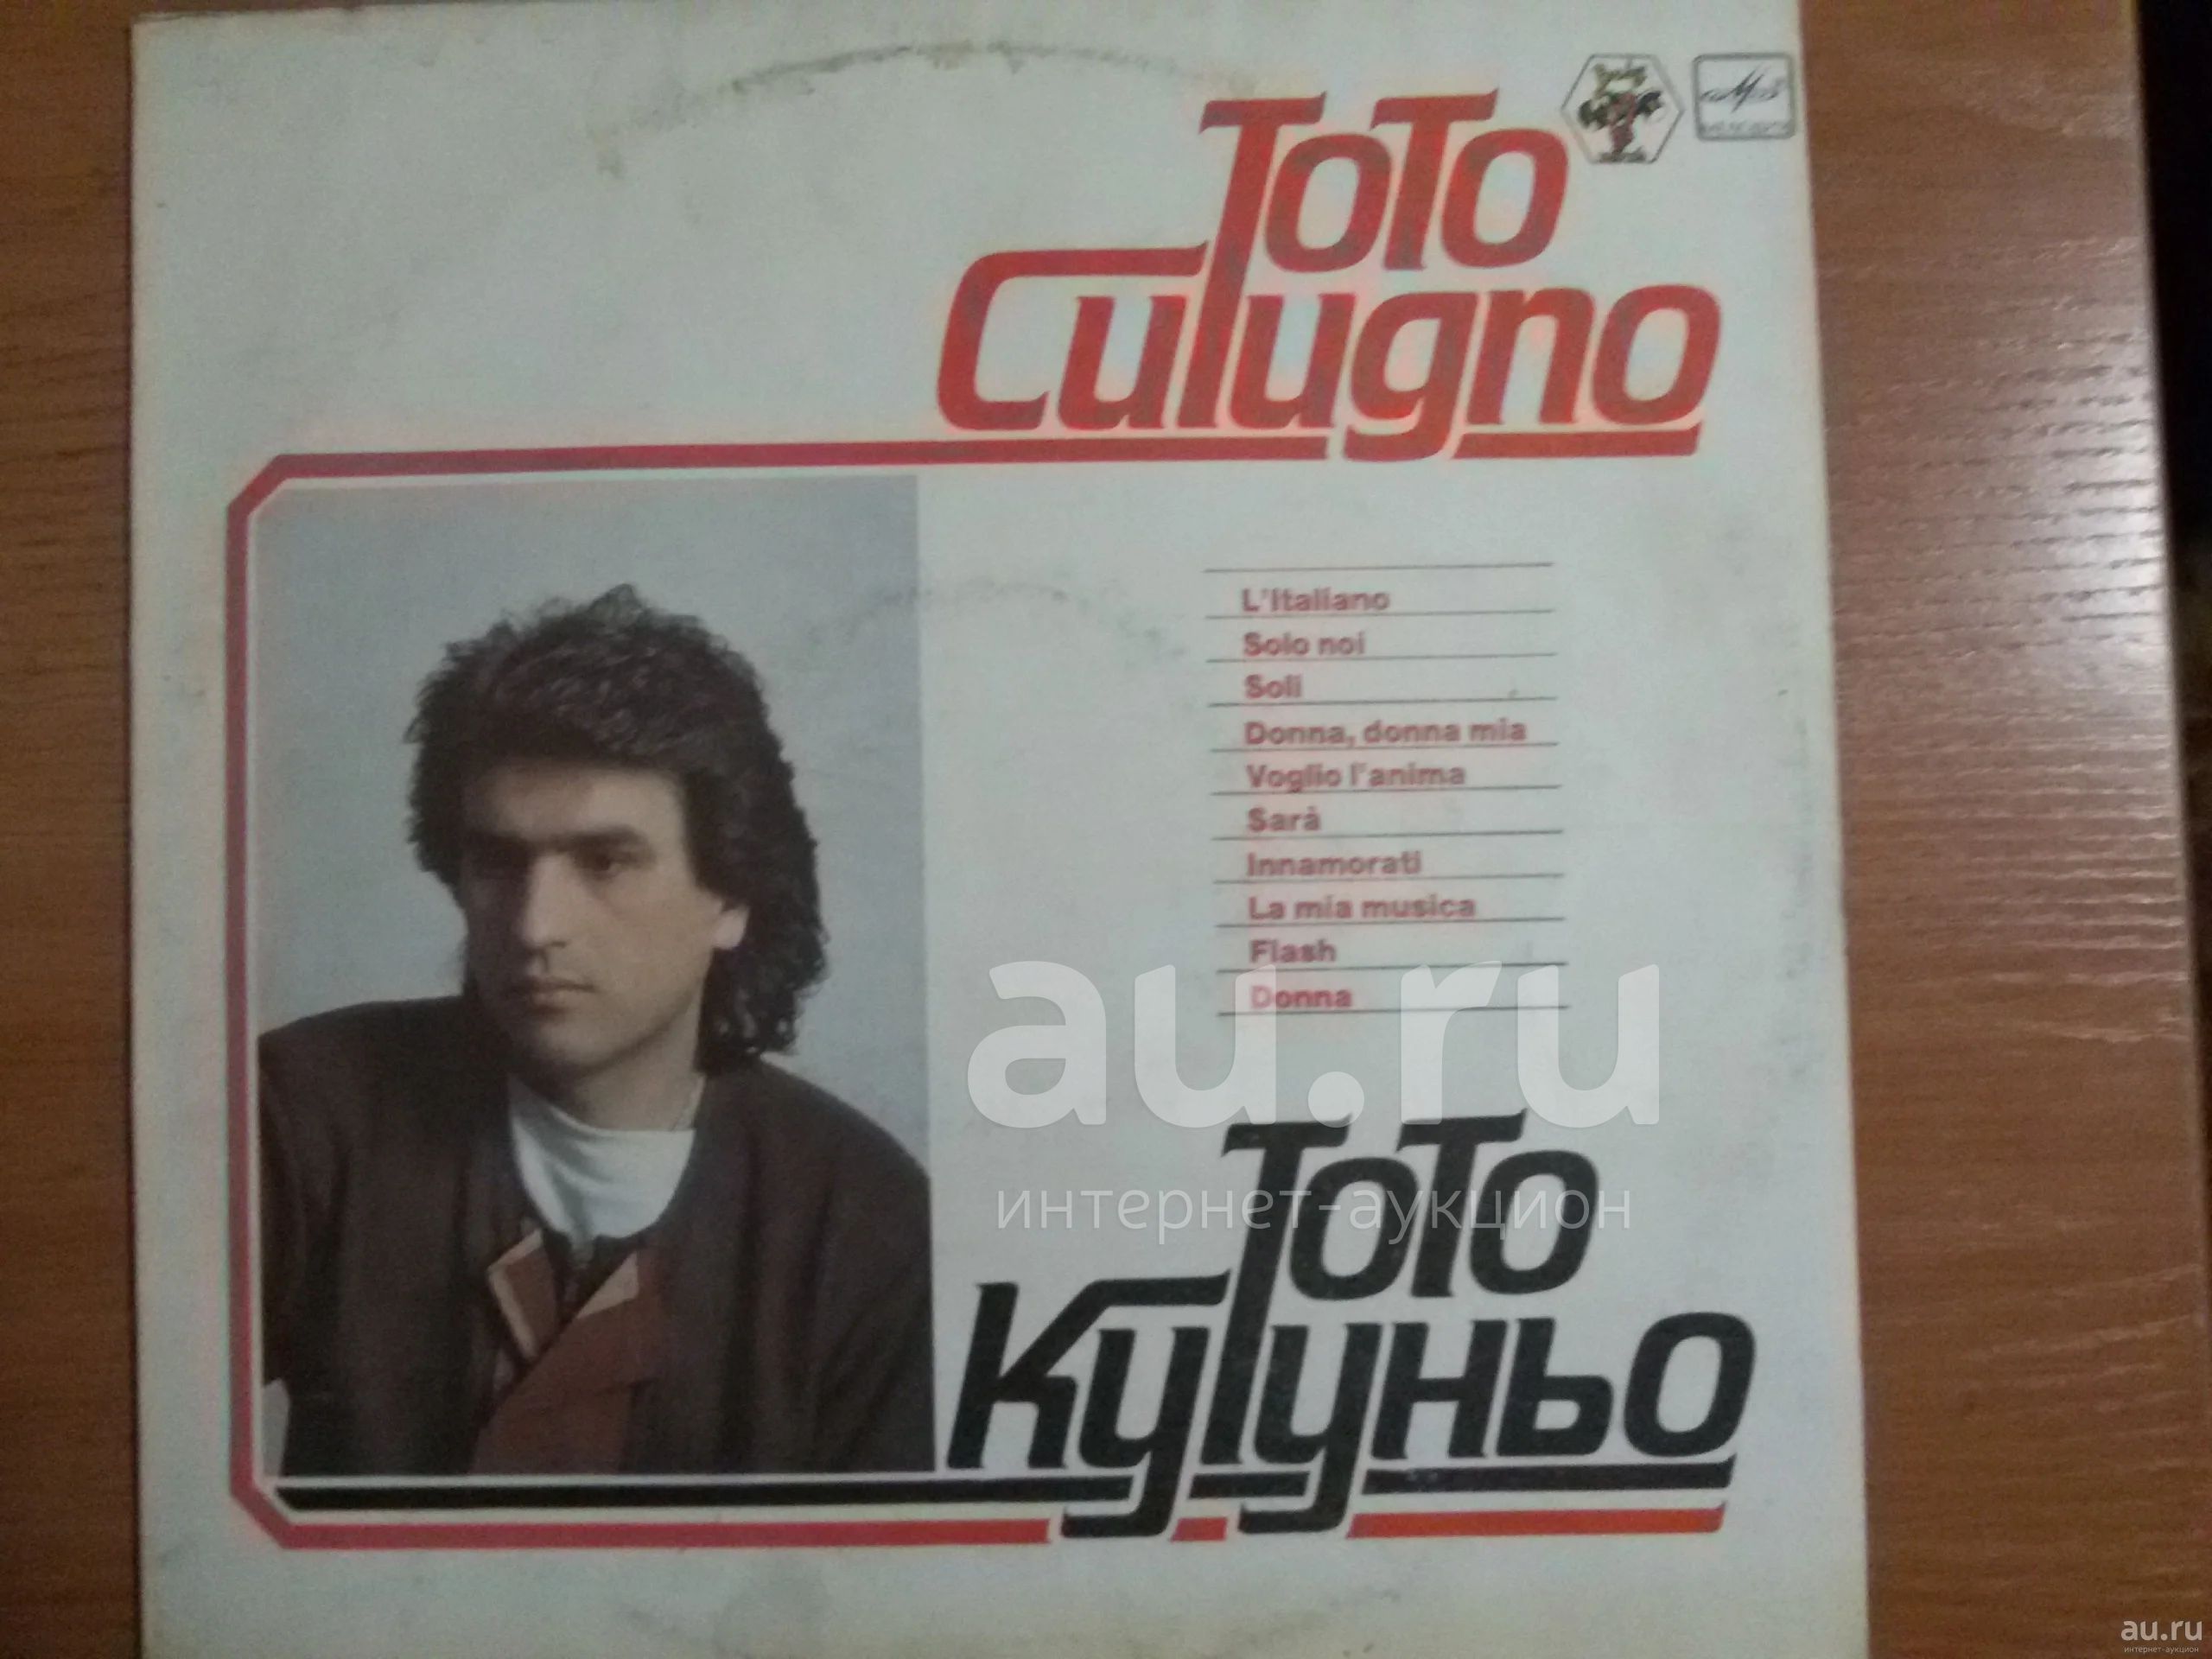 ToTo
Cutugno
L'Italiano
Solo noi
Soli
Donna, donna mia
Voglio l'anima
Sarà
Innamorati
La mia musica
Flash
Donna
au.ru
интернет-аукцион
ТоТо
Кутуньо
au.ru
интернет-аукцион